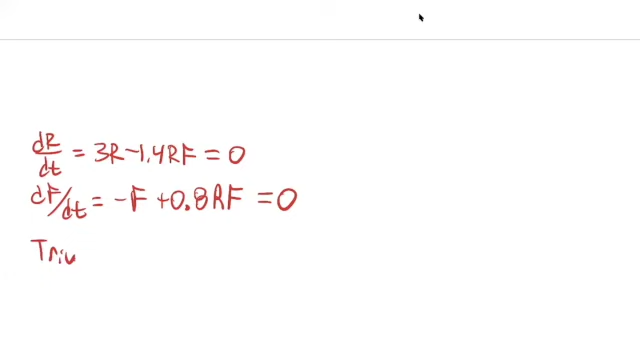 dR/dt = 3R - 1.4RF = 0
dF/dt = -F + 0.8RF = 0
Triv